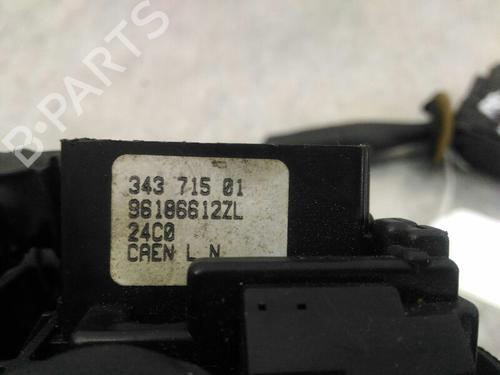 B-PARTS
343 715 01
96186612ZL
24C0
CAEN L N